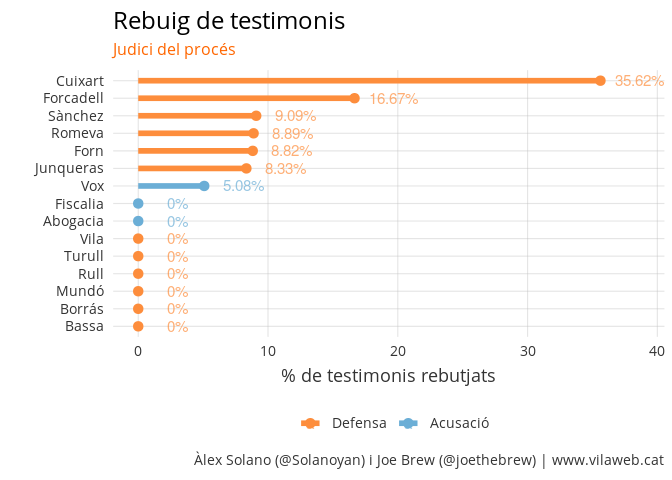 Rebuig de testimonis
Judici del procés
Cuixart 35.62%
Forcadell 16.67%
Sànchez 9.09%
Romeva 8.89%
Forn 8.82%
Junqueras 8.33%
Vox 5.08%
Fiscalia 0%
Abogacia 0%
Vila 0%
Turull 0%
Rull 0%
Mundó 0%
Borrás 0%
Bassa 0%
0 10 20 30 40
% de testimonis rebutjats
Defensa Acusació
Àlex Solano (@Solanoyan) i Joe Brew (@joethebrew) | www.vilaweb.cat